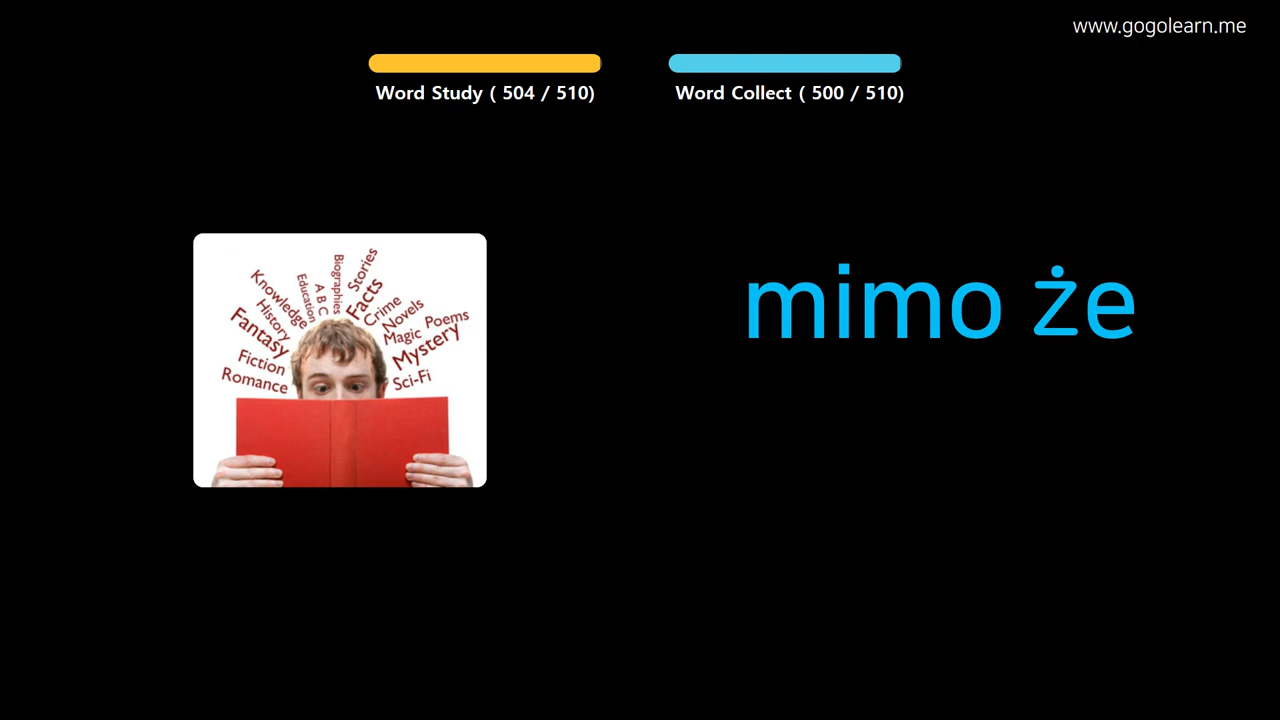 www.gogolearn.me
Word Study ( 504 / 510)
Word Collect ( 500 / 510)
mimo że
Biographies
Stories
Knowledge
Education
A B C
Facts
History
Crime
Novels
Fantasy
Magic
Poems
Mystery
Fiction
Romance
Sci-Fi